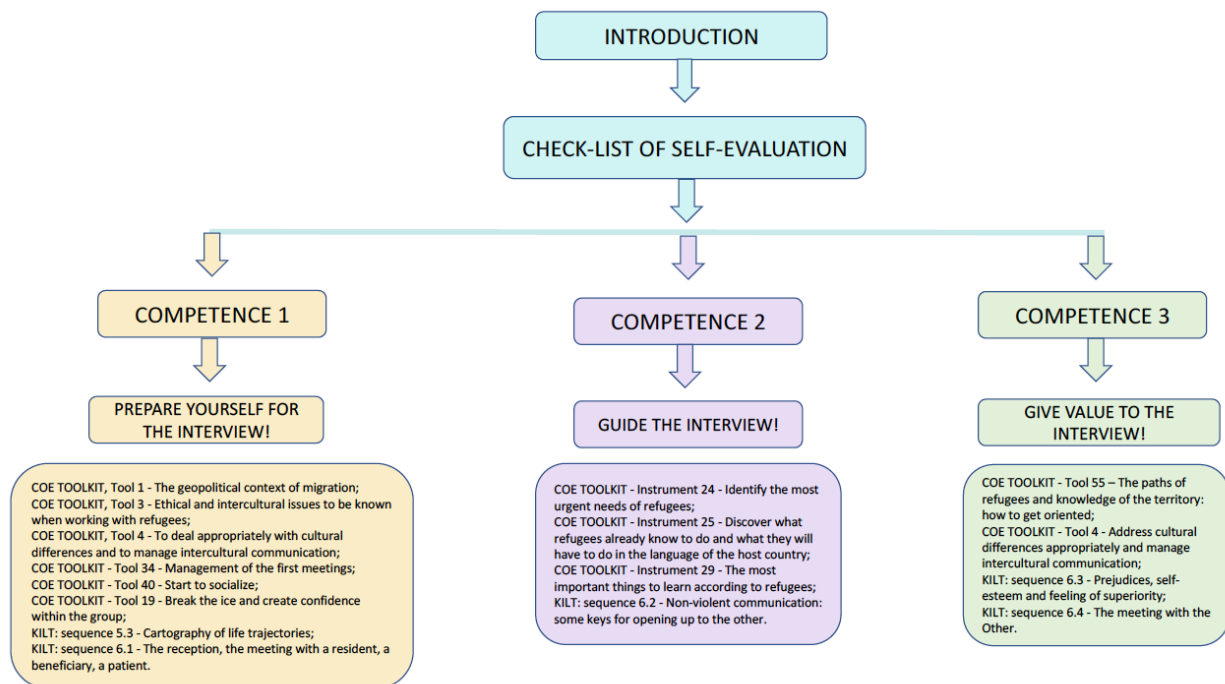 INTRODUCTION
CHECK-LIST OF SELF-EVALUATION
COMPETENCE 1
PREPARE YOURSELF FOR
THE INTERVIEW!
COE TOOLKIT, Tool 1 - The geopolitical context of migration;
COE TOOLKIT, Tool 3 - Ethical and intercultural issues to be known
when working with refugees;
COE TOOLKIT, Tool 4 - To deal appropriately with cultural
differences and to manage intercultural communication;
COE TOOLKIT - Tool 34 - Management of the first meetings;
COE TOOLKIT - Tool 40 - Start to socialize;
COE TOOLKIT - Tool 19 - Break the ice and create confidence
within the group;
KILT: sequence 5.3 - Cartography of life trajectories;
KILT: sequence 6.1 - The reception, the meeting with a resident, a
beneficiary, a patient.
COMPETENCE 2
GUIDE THE INTERVIEW!
COE TOOLKIT - Instrument 24 - Identify the most
urgent needs of refugees;
COE TOOLKIT - Instrument 25 - Discover what
refugees already know to do and what they will
have to do in the language of the host country;
COE TOOLKIT - Instrument 29 - The most
important things to learn according to refugees;
KILT: sequence 6.2 - Non-violent communication:
some keys for opening up to the other.
COMPETENCE 3
GIVE VALUE TO THE
INTERVIEW!
COE TOOLKIT - Tool 55 – The paths of
refugees and knowledge of the territory:
how to get oriented;
COE TOOLKIT - Tool 4 - Address cultural
differences appropriately and manage
intercultural communication;
KILT: sequence 6.3 - Prejudices, self-
esteem and feeling of superiority;
KILT: sequence 6.4 - The meeting with the
Other.